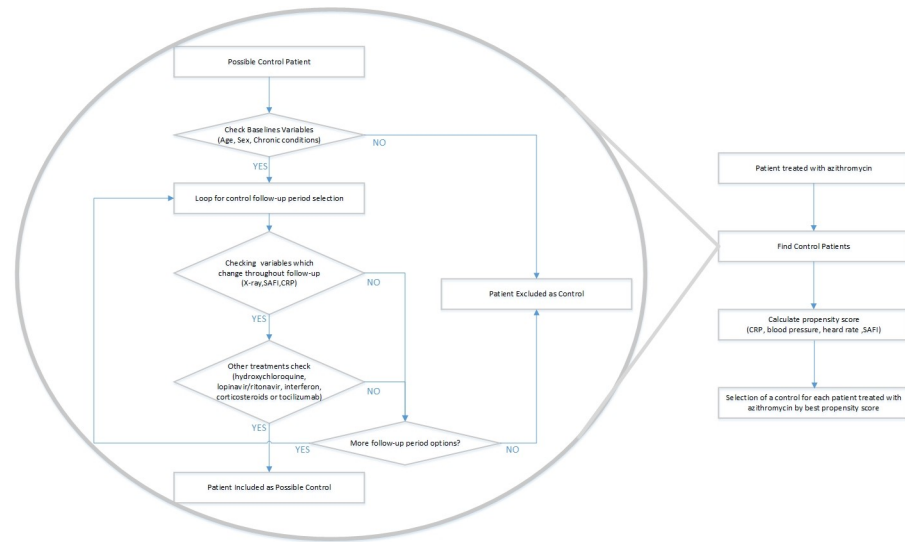 Possible Control Patient
Check Baselines Variables
(Age, Sex, Chronic conditions)
NO
YES
Loop for control follow-up period selection
Checking variables which
change throughout follow-up
(X-ray,SAFI,CRP)
NO
YES
Other treatments check
(hydroxychloroquine,
lopinavir/ritonavir, interferon,
corticosteroids or tocilizumab)
NO
YES
More follow-up period options?
YES
NO
Patient Included as Possible Control
Patient Excluded as Control
Patient treated with azithromycin
Find Control Patients
Calculate propensity score
(CRP, blood pressure, heard rate ,SAFI)
Selection of a control for each patient treated with
azithromycin by best propensity score